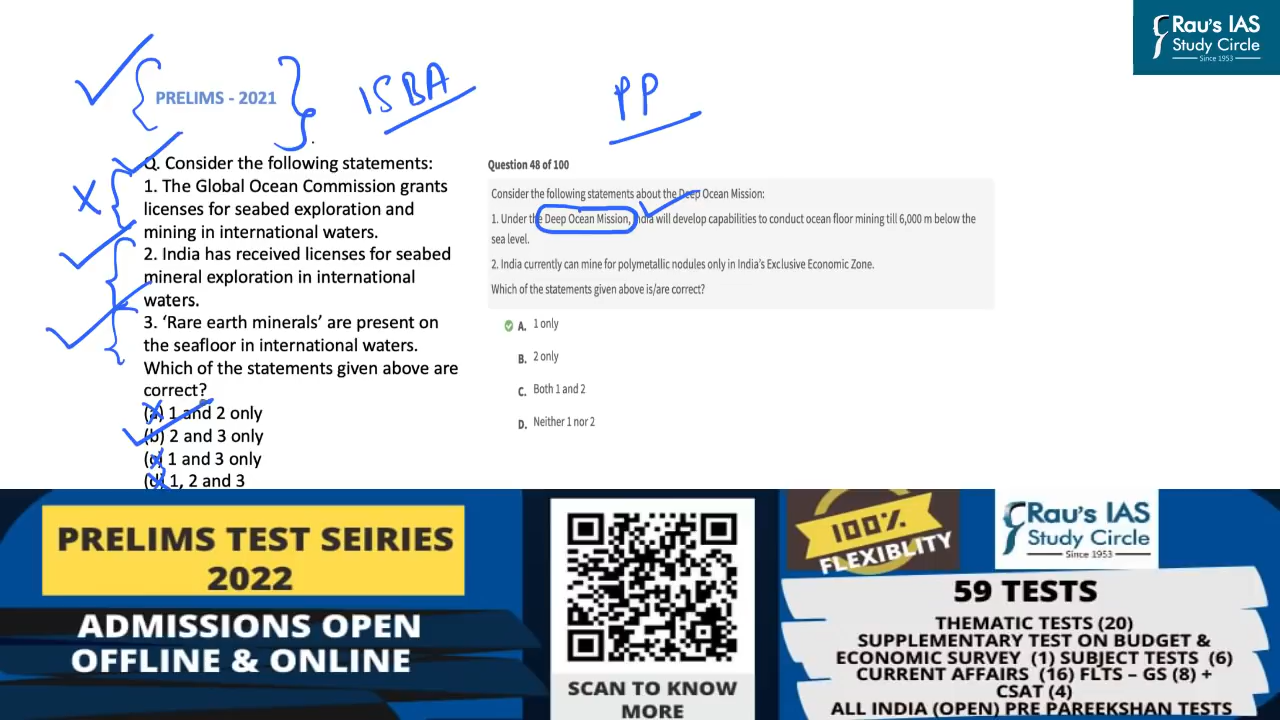 Rau's IAS
Study Circle
Since 1953
PRELIMS - 2021
ISBA
PP
Q. Consider the following statements:
1. The Global Ocean Commission grants
licenses for seabed exploration and
mining in international waters.
2. India has received licenses for seabed
mineral exploration in international
waters.
3. ‘Rare earth minerals’ are present on
the seafloor in international waters.
Which of the statements given above are
correct?
(a) 1 and 2 only
(b) 2 and 3 only
(c) 1 and 3 only
(d) 1, 2 and 3
Question 48 of 100
Consider the following statements about the Deep Ocean Mission:
1. Under the Deep Ocean Mission, India will develop capabilities to conduct ocean floor mining till 6,000 m below the
sea level.
2. India currently can mine for polymetallic nodules only in India's Exclusive Economic Zone.
Which of the statements given above is/are correct?
A. 1 only
B. 2 only
C. Both 1 and 2
D. Neither 1 nor 2
PRELIMS TEST SEIRIES
2022
ADMISSIONS OPEN
OFFLINE & ONLINE
SCAN TO KNOW
MORE
100%
FLEXIBLITY
Rau's IAS
Study Circle
Since 1953
59 TESTS
THEMATIC TESTS (20)
SUPPLEMENTARY TEST ON BUDGET &
ECONOMIC SURVEY (1) SUBJECT TESTS (6)
CURRENT AFFAIRS (16) FLTS – GS (8) +
CSAT (4)
ALL INDIA (OPEN) PRE PAREEKSHAN TESTS